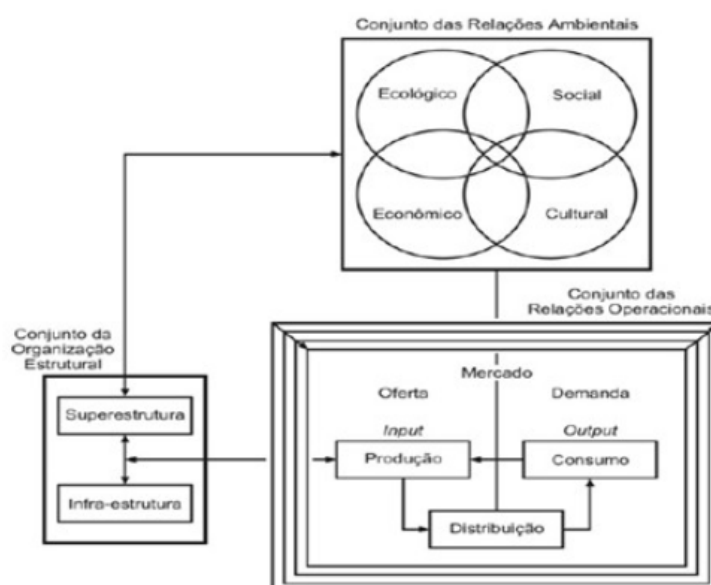 Conjunto das Relações Ambientais
Ecológico
Social
Econômico
Cultural
Conjunto das
Relações Operacionais
Conjunto da
Organização
Estrutural
Superestrutura
Infra-estrutura
Mercado
Oferta
Demanda
Input
Output
Produção
Consumo
Distribuição